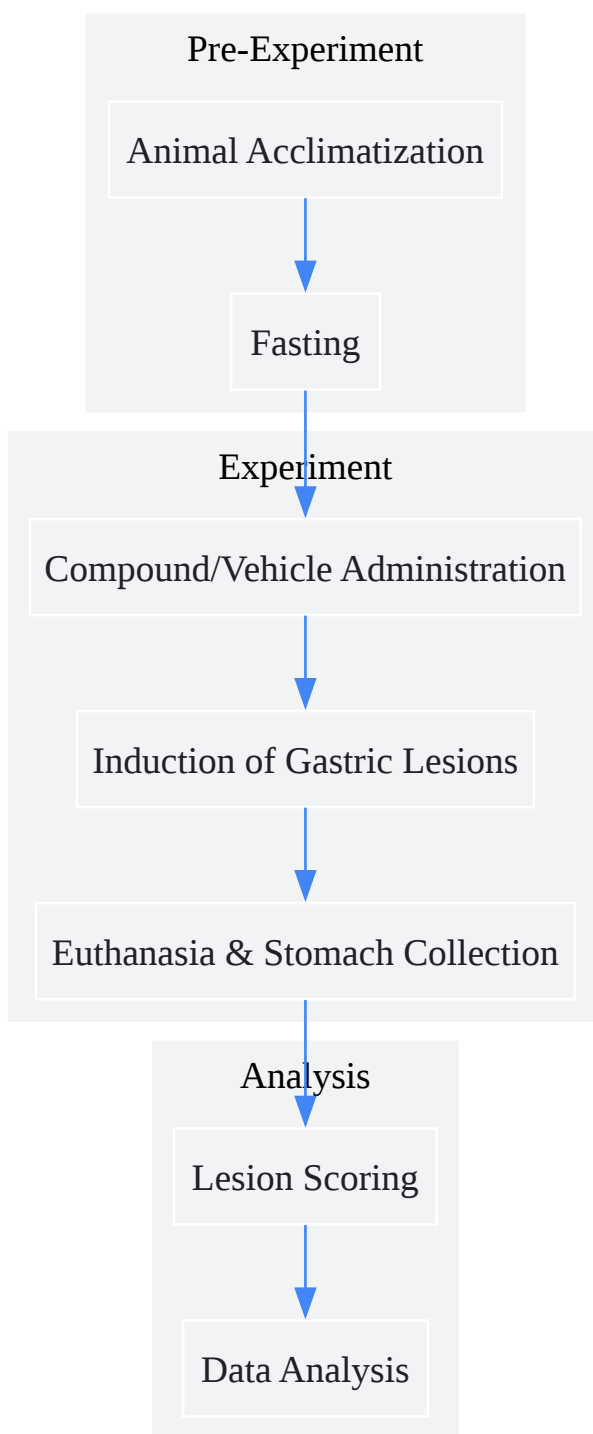 Pre-Experiment
Animal Acclimatization
Fasting
Experiment
Compound/Vehicle Administration
Induction of Gastric Lesions
Euthanasia & Stomach Collection
Analysis
Lesion Scoring
Data Analysis